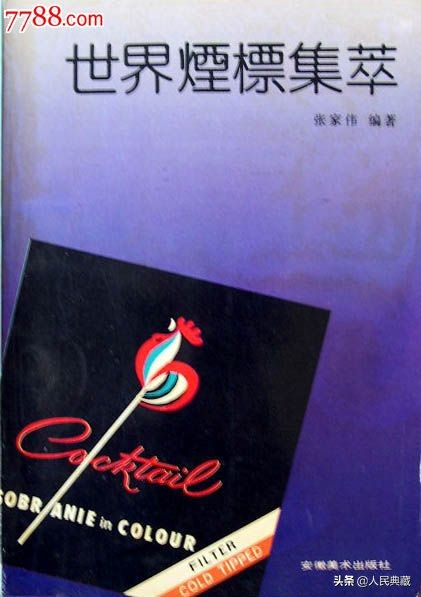 7788.com
世界煙標集萃
张家伟 编著
Cocktail
SOBRANIE in COLOUR
FILTER
GOLD TIPPED
安徽美术出版社
头条 @人民典藏